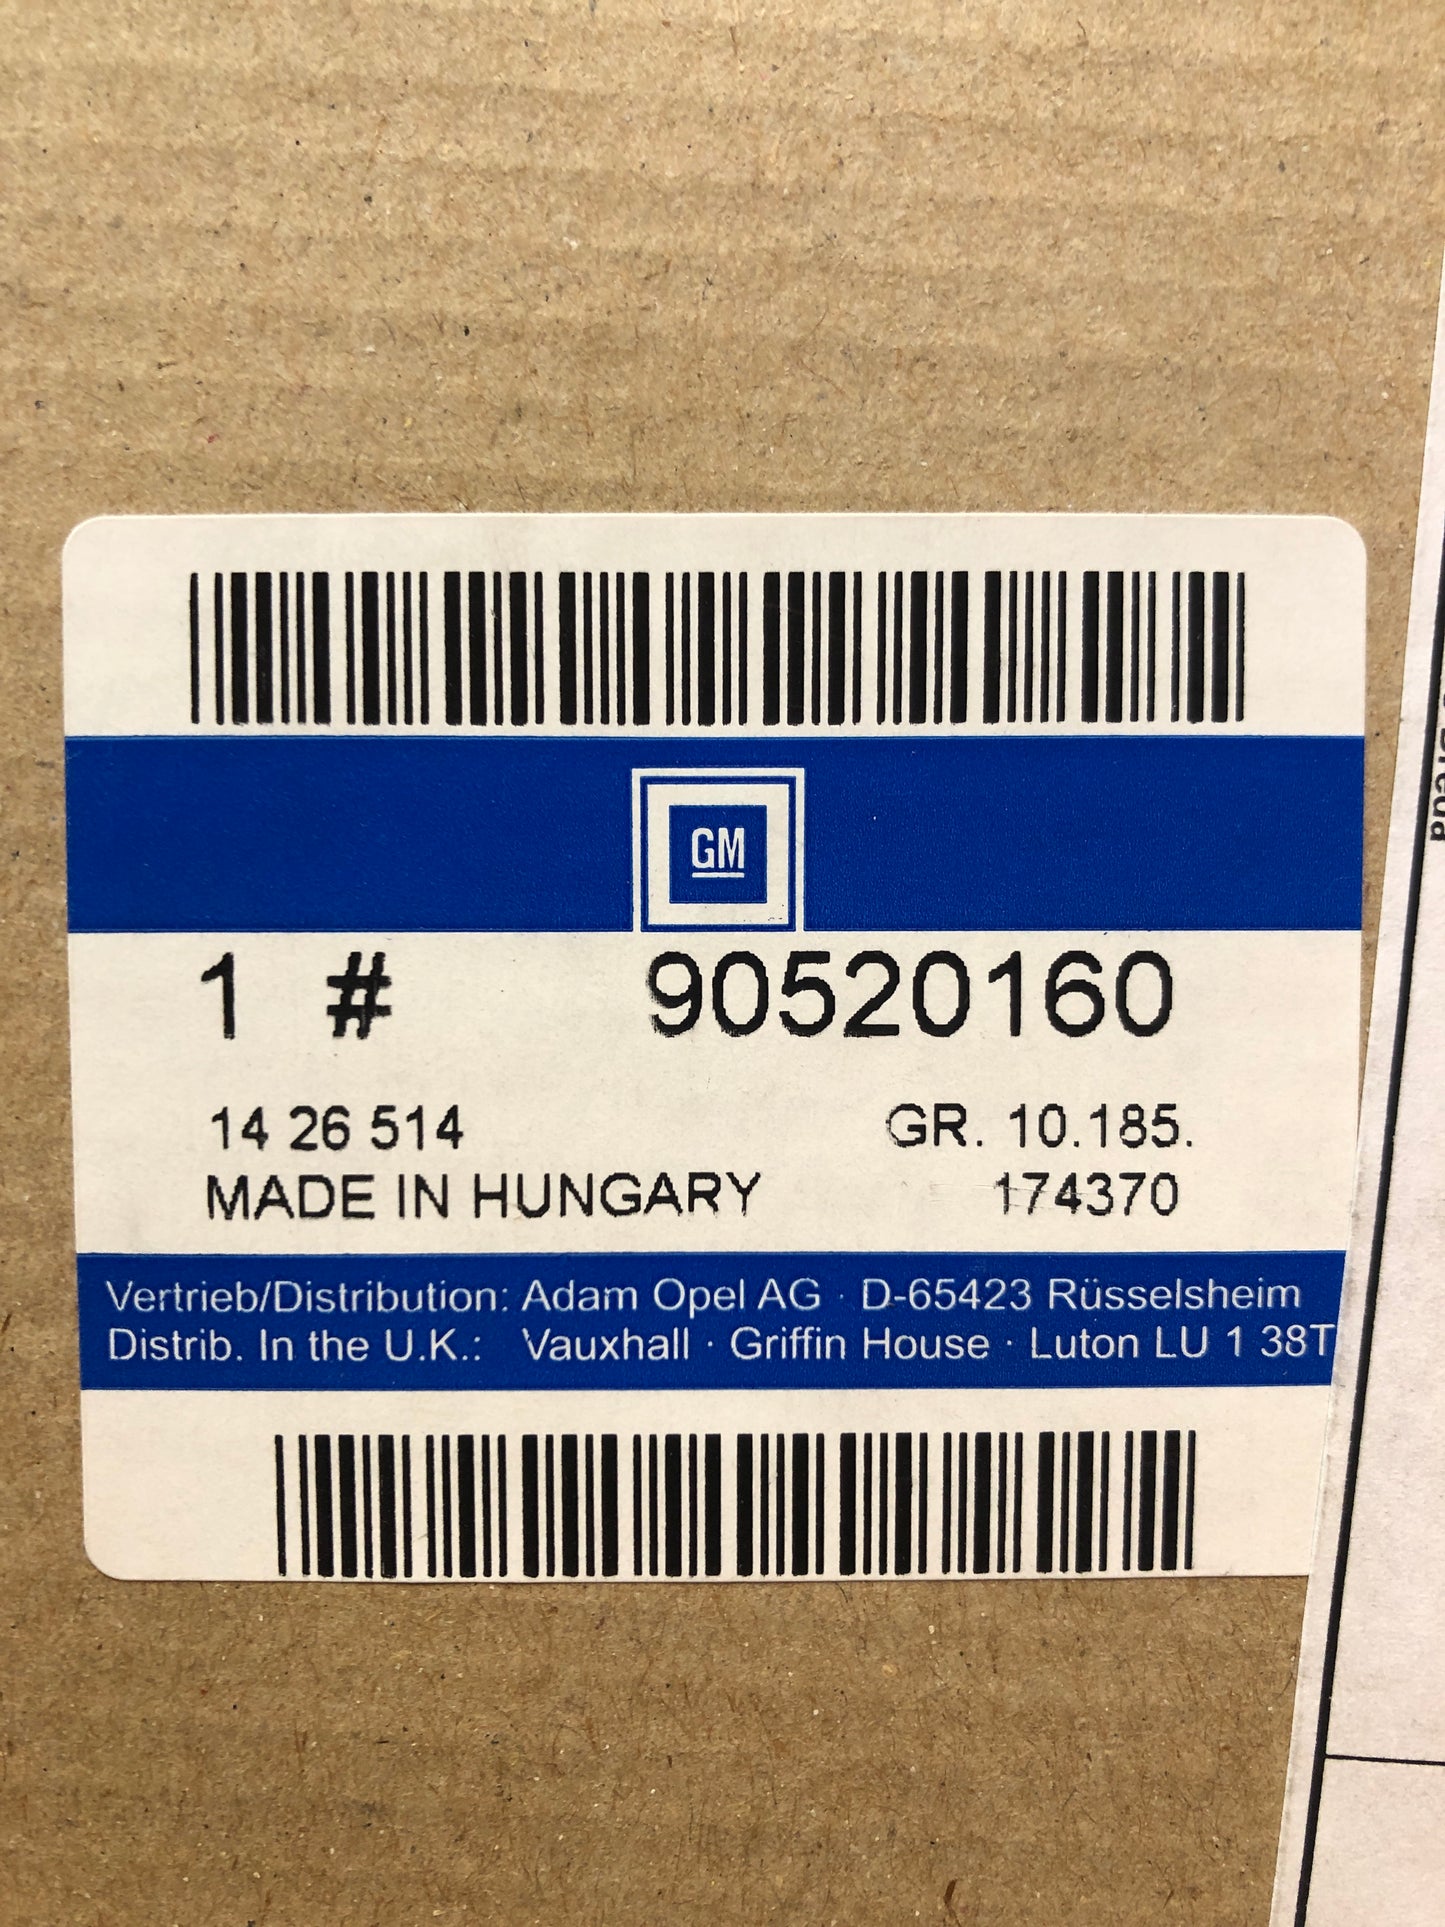 GM
1 # 90520160
14 26 514 GR. 10.185.
MADE IN HUNGARY 174370
Vertrieb/Distribution: Adam Opel AG · D-65423 Rüsselsheim
Distrib. In the U.K.: Vauxhall · Griffin House · Luton LU 1 38T
Breda